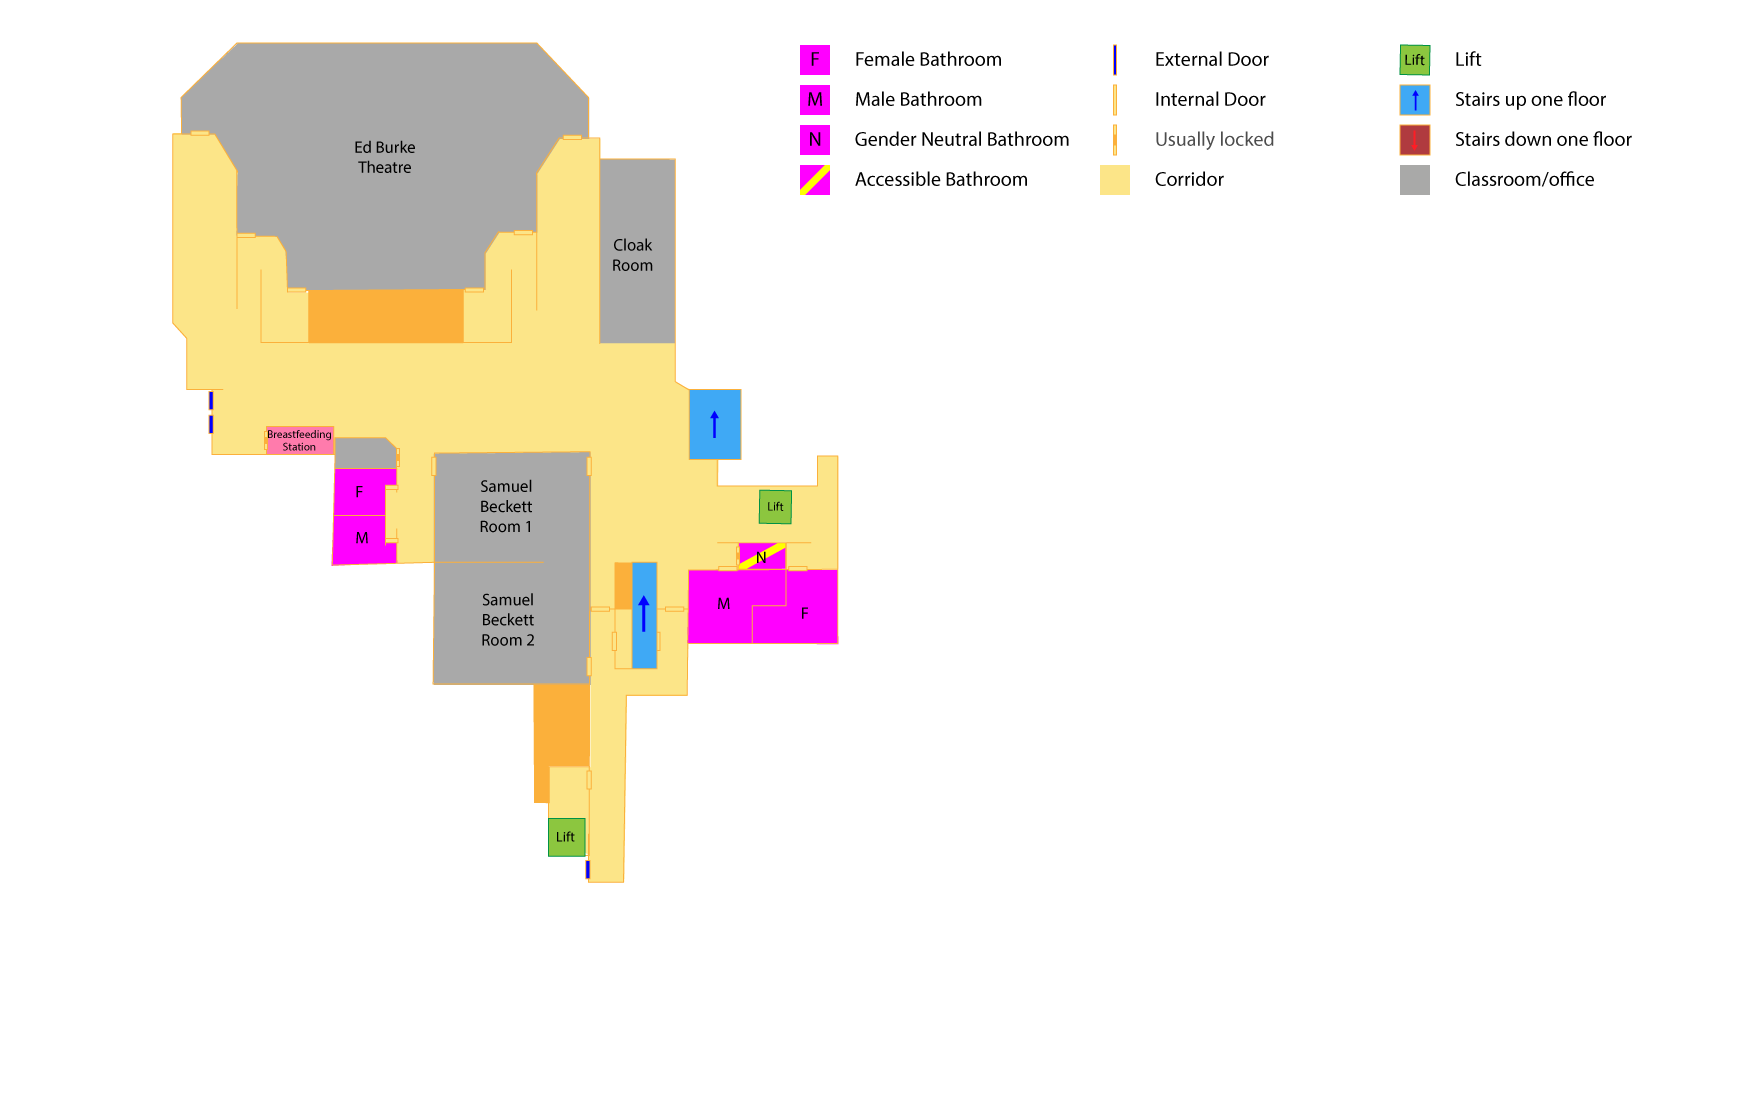 F Female Bathroom
M Male Bathroom
N Gender Neutral Bathroom
Accessible Bathroom
External Door
Internal Door
Usually locked
Corridor
Lift Lift
Stairs up one floor
Stairs down one floor
Classroom/office
Ed Burke
Theatre
Cloak
Room
Breastfeeding
Station
F
M
Samuel
Beckett
Room 1
Samuel
Beckett
Room 2
Lift
N
M
F
Lift